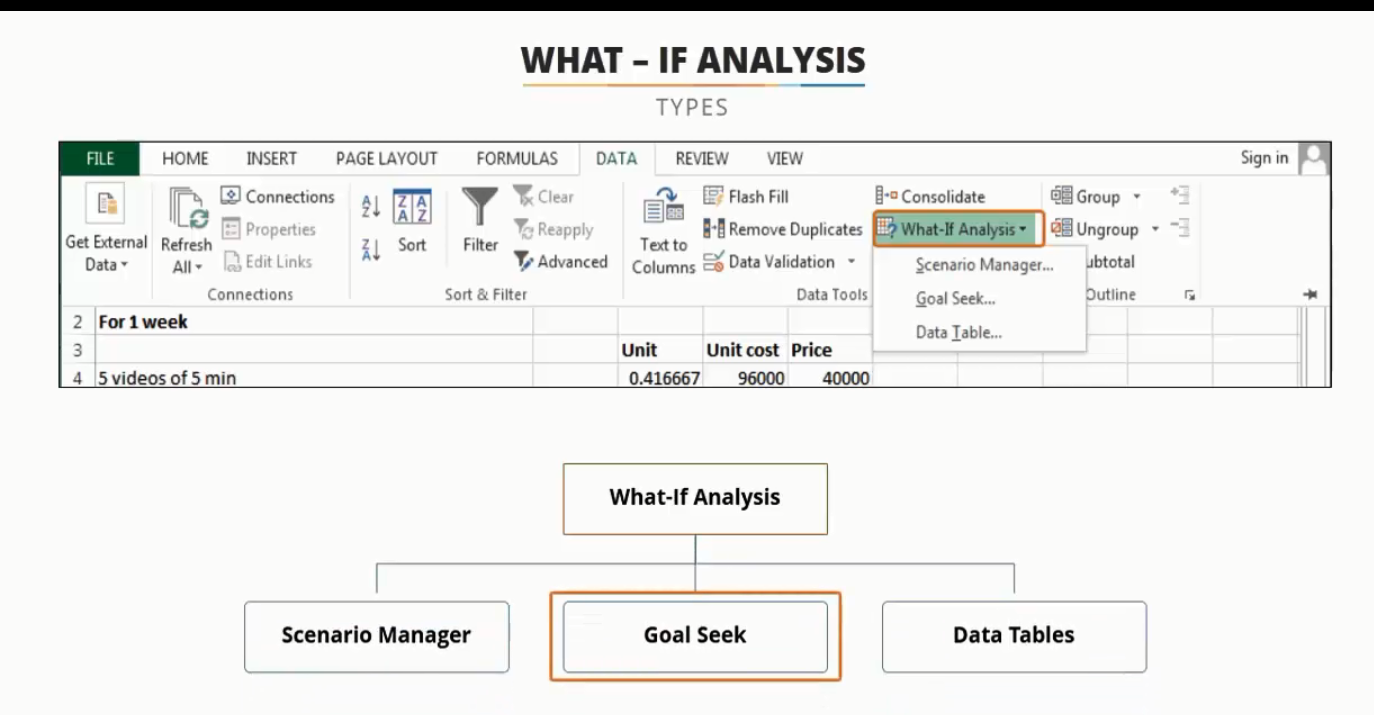 WHAT – IF ANALYSIS
TYPES
FILE HOME INSERT PAGE LAYOUT FORMULAS DATA REVIEW VIEW Sign in
Get External Data
Refresh All
Connections
Properties
Edit Links
Connections
Sort
Filter
Clear
Reapply
Advanced
Sort & Filter
Text to Columns
Flash Fill
Remove Duplicates
Data Validation
Consolidate
What-If Analysis
Scenario Manager...
Goal Seek...
Data Table...
Data Tools
Group
Ungroup
ubtotal
Outline
2 For 1 week
3 Unit Unit cost Price
4 5 videos of 5 min 0.416667 96000 40000
What-If Analysis
Scenario Manager
Goal Seek
Data Tables